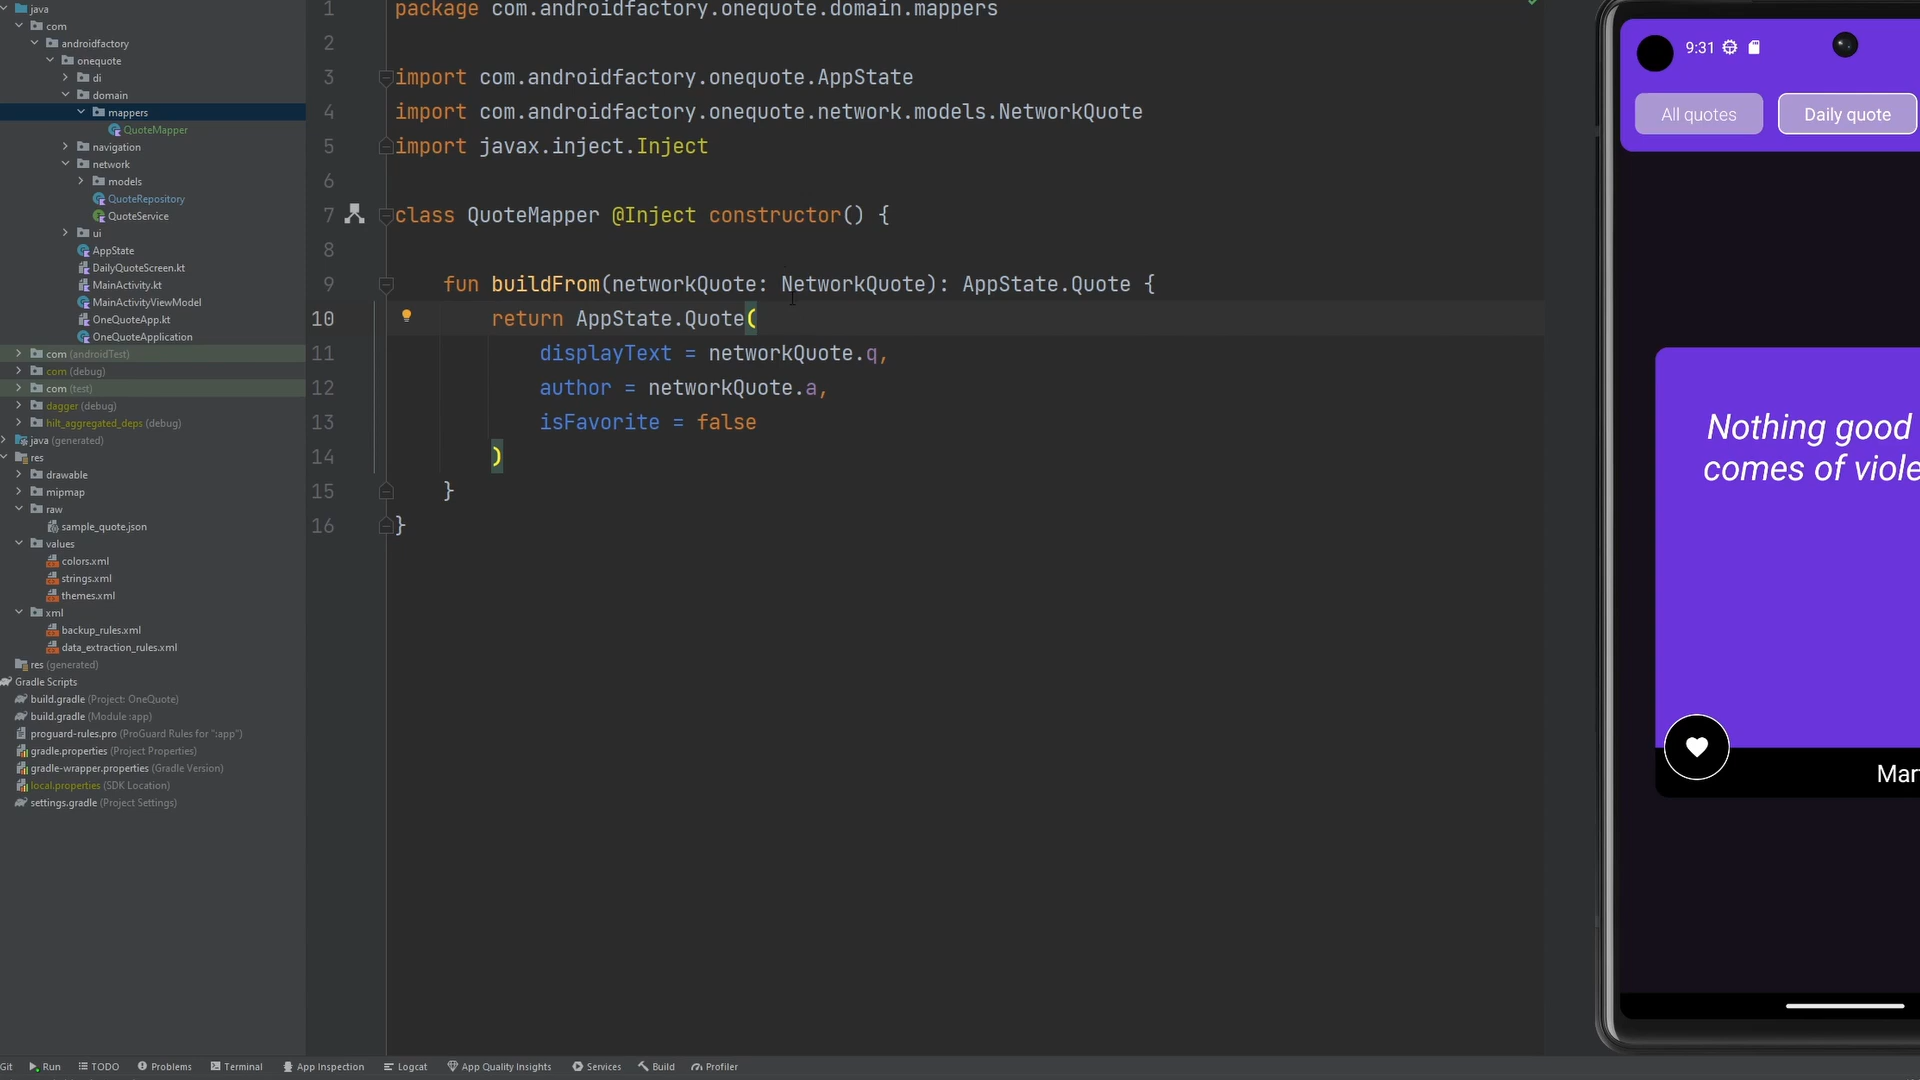 java
com
androidfactory
onequote
di
domain
mappers
QuoteMapper
navigation
network
models
QuoteRepository
QuoteService
ui
AppState
DailyQuoteScreen.kt
MainActivity.kt
MainActivityViewModel
OneQuoteApp.kt
OneQuoteApplication
com (androidTest)
com (debug)
com (test)
dagger (debug)
hilt_aggregated_deps (debug)
java (generated)
res
drawable
mipmap
raw
sample_quote.json
values
colors.xml
strings.xml
themes.xml
xml
backup_rules.xml
data_extraction_rules.xml
res (generated)
Gradle Scripts
build.gradle (Project: OneQuote)
build.gradle (Module :app)
proguard-rules.pro (ProGuard Rules for ":app")
gradle.properties (Project Properties)
gradle-wrapper.properties (Gradle Version)
local.properties (SDK Location)
settings.gradle (Project Settings)
1 package com.androidfactory.onequote.domain.mappers
2
3 import com.androidfactory.onequote.AppState
4 import com.androidfactory.onequote.network.models.NetworkQuote
5 import javax.inject.Inject
6
7 class QuoteMapper @Inject constructor() {
8
9 fun buildFrom(networkQuote: NetworkQuote): AppState.Quote {
10 return AppState.Quote(
11 displayText = networkQuote.q,
12 author = networkQuote.a,
13 isFavorite = false
14 )
15 }
16 }
9:31
All quotes Daily quote
Nothing good
comes of viole
Mar
Git Run TODO Problems Terminal App Inspection Logcat App Quality Insights Services Build Profiler